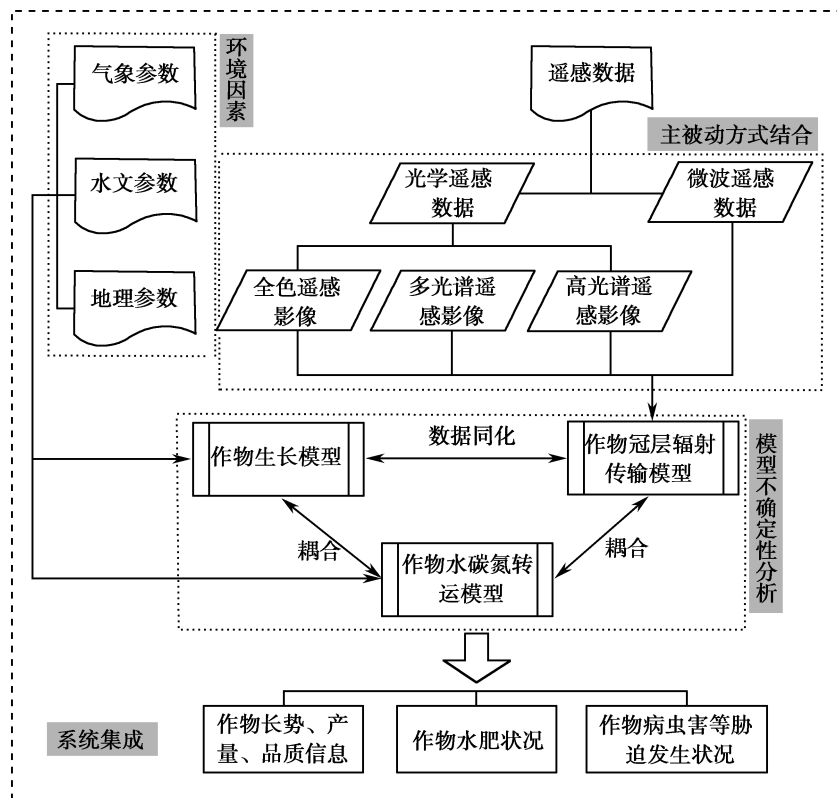 环境因素
气象参数
水文参数
地理参数
遥感数据
主被动方式结合
光学遥感
数据
微波遥感
数据
全色遥感
影像
多光谱遥
感影像
高光谱遥
感影像
作物生长模型
数据同化
作物冠层辐射
传输模型
耦合
作物水碳氮转
运模型
耦合
模型不确定性分析
系统集成
作物长势、产
量、品质信息
作物水肥状况
作物病虫害等胁
迫发生状况